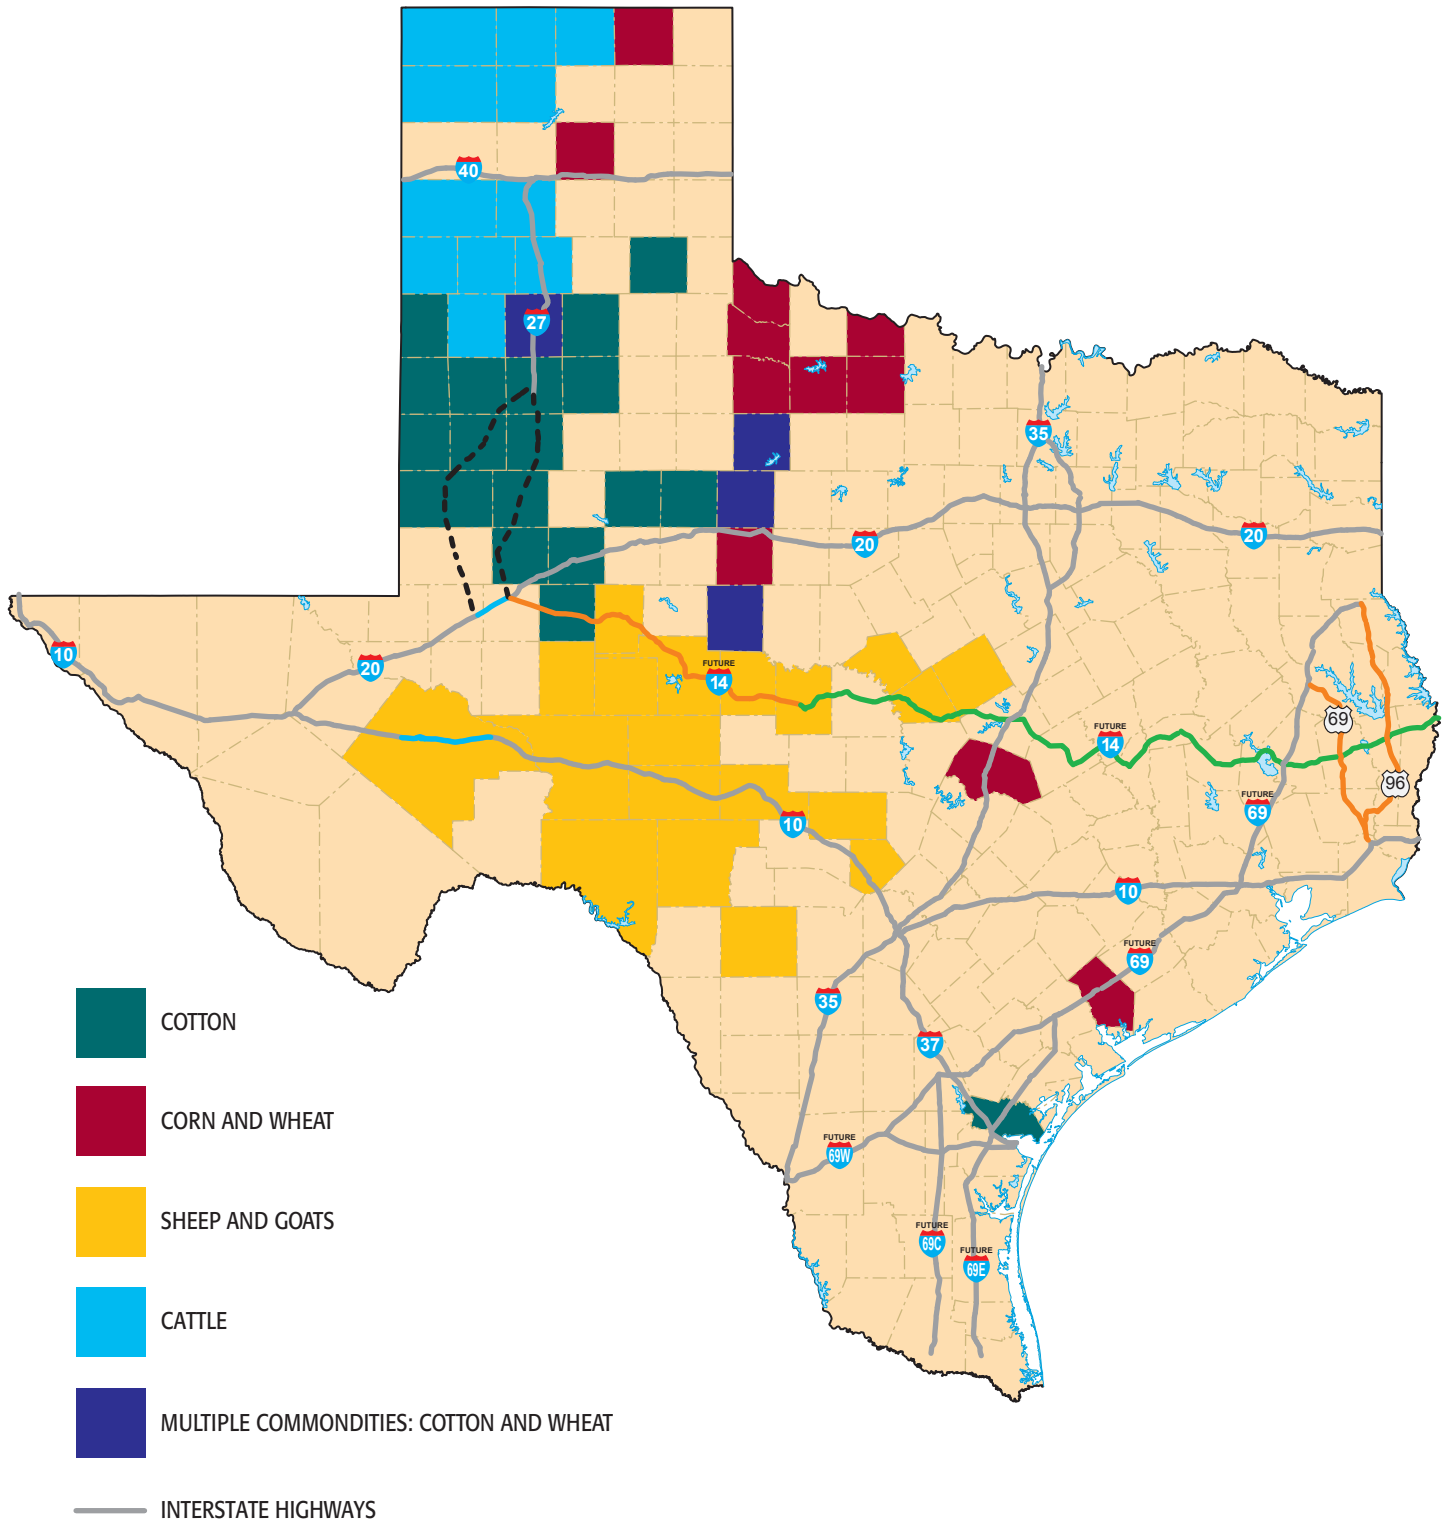 40
27
35
20
20
10
20
FUTURE
14
69
FUTURE
14
96
FUTURE
69
10
10
FUTURE
69
35
37
FUTURE
69W
FUTURE
69C
FUTURE
69E
COTTON
CORN AND WHEAT
SHEEP AND GOATS
CATTLE
MULTIPLE COMMONDITIES: COTTON AND WHEAT
INTERSTATE HIGHWAYS